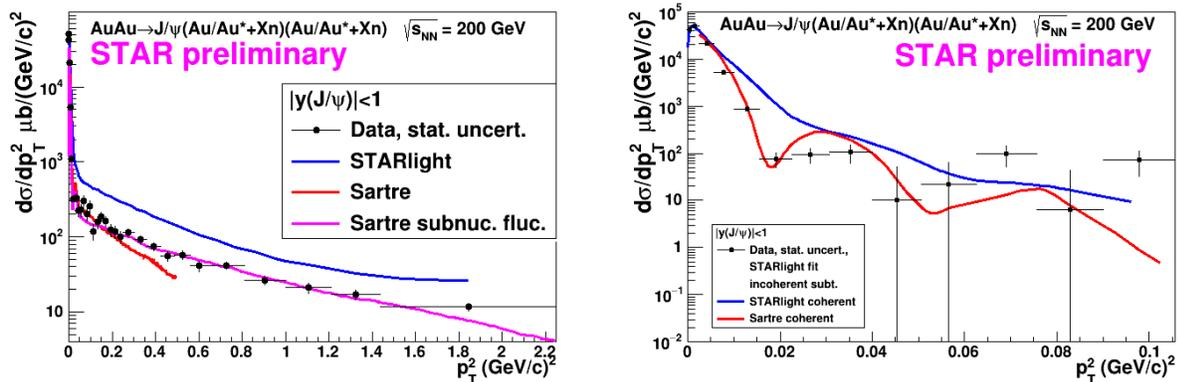 AuAu→J/ψ(Au/Au*+Xn)(Au/Au*+Xn) √sNN = 200 GeV
STAR preliminary
dσ/dp²T μb/(GeV/c)²
10⁴
10³
10²
10
|y(J/ψ)|<1
Data, stat. uncert.
STARlight
Sartre
Sartre subnuc. fluc.
0 0.2 0.4 0.6 0.8 1 1.2 1.4 1.6 1.8 2 2.2
p²T (GeV/c)²
AuAu→J/ψ(Au/Au*+Xn)(Au/Au*+Xn) √sNN = 200 GeV
STAR preliminary
dσ/dp²T μb/(GeV/c)²
10⁵
10⁴
10³
10²
10
1
10⁻¹
10⁻²
|y(J/ψ)|<1
Data, stat. uncert.,
STARlight fit
incoherent subt.
STARlight coherent
Sartre coherent
0 0.02 0.04 0.06 0.08 0.1
p²T (GeV/c)²